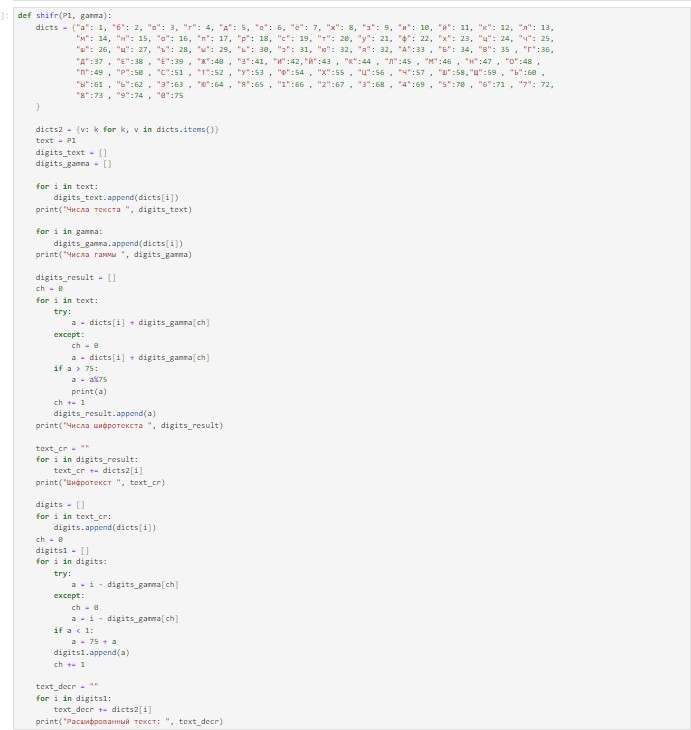 ]:
def shifr(P1, gamma):
dicts = {"а": 1, "б": 2, "в": 3, "г": 4, "д": 5, "е": 6, "ё": 7, "ж": 8, "з": 9, "и": 10, "й": 11, "к": 12, "л": 13,
"м": 14, "н": 15, "о": 16, "п": 17, "р": 18, "с": 19, "т": 20, "у": 21, "ф": 22, "х": 23, "ц": 24, "ч": 25,
"ш": 26, "щ": 27, "ъ": 28, "ы": 29, "ь": 30, "э": 31, "ю": 32, "я": 32, "А":33 , "Б": 34, "В": 35 , "Г":36,
"Д":37 , "Е":38 , "Ё":39 , "Ж":40 , "З":41, "И":42,"Й":43 , "К":44 , "Л":45 , "М":46 , "Н":47 , "О":48 ,
"П":49 , "Р":50 , "С":51 , "Т":52 , "У":53 , "Ф":54 , "Х":55 , "Ц":56 , "Ч":57 , "Ш":58,"Щ":59 , "Ъ":60 ,
"Ы":61 , "Ь":62 , "Э":63 , "Ю":64 , "Я":65 , "1":66 , "2":67 , "3":68 , "4":69 , "5":70 , "6":71 , "7": 72,
"8":73 , "9":74 , "0":75
}
dicts2 = {v: k for k, v in dicts.items()}
text = P1
digits_text = []
digits_gamma = []
for i in text:
digits_text.append(dicts[i])
print("Числа текста ", digits_text)
for i in gamma:
digits_gamma.append(dicts[i])
print("Числа гаммы ", digits_gamma)
digits_result = []
ch = 0
for i in text:
try:
a = dicts[i] + digits_gamma[ch]
except:
ch = 0
a = dicts[i] + digits_gamma[ch]
if a > 75:
a = a%75
print(a)
ch += 1
digits_result.append(a)
print("Числа шифротекста ", digits_result)
text_cr = ""
for i in digits_result:
text_cr += dicts2[i]
print("Шифротекст ", text_cr)
digits = []
for i in text_cr:
digits.append(dicts[i])
ch = 0
digits1 = []
for i in digits:
try:
a = i - digits_gamma[ch]
except:
ch = 0
a = i - digits_gamma[ch]
if a < 1:
a = 75 + a
digits1.append(a)
ch += 1
text_decr = ""
for i in digits1:
text_decr += dicts2[i]
print("Расшифрованный текст: ", text_decr)